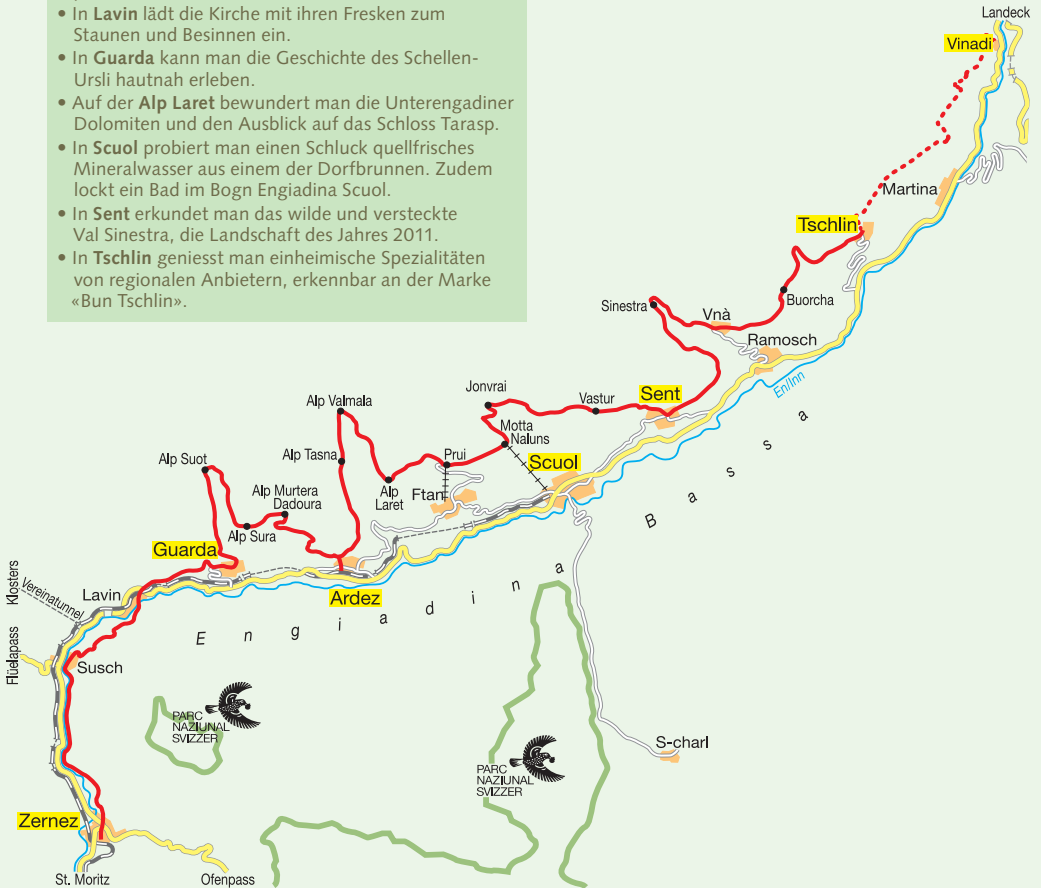 • In Lavin lädt die Kirche mit ihren Fresken zum
Staunen und Besinnen ein.
• In Guarda kann man die Geschichte des Schellen-
Ursli hautnah erleben.
• Auf der Alp Laret bewundert man die Unterengadiner
Dolomiten und den Ausblick auf das Schloss Tarasp.
• In Scuol probiert man einen Schluck quellfrisches
Mineralwasser aus einem der Dorfbrunnen. Zudem
lockt ein Bad im Bogn Engiadina Scuol.
• In Sent erkundet man das wilde und versteckte
Val Sinestra, die Landschaft des Jahres 2011.
• In Tschlin geniesst man einheimische Spezialitäten
von regionalen Anbietern, erkennbar an der Marke
«Bun Tschlin».
Landeck
Vinadi
Martina
Tschlin
Buorcha
Sinestra
Vnà
Ramosch
En/Inn
Jonvrai
Vastur
Sent
Alp Valmala
Motta
Naluns
Alp Tasna
Prui
Scuol
Alp Suot
Alp
Laret
Ftan
Alp Murtera
Dadoura
Alp Sura
Guarda
Ardez
Engiadina Bassa
Klosters
Vereinatunnel
Lavin
Flüelapass
Susch
PARC
NAZIUNAL
SVIZZER
S-charl
PARC
NAZIUNAL
SVIZZER
Zernez
St. Moritz
Ofenpass